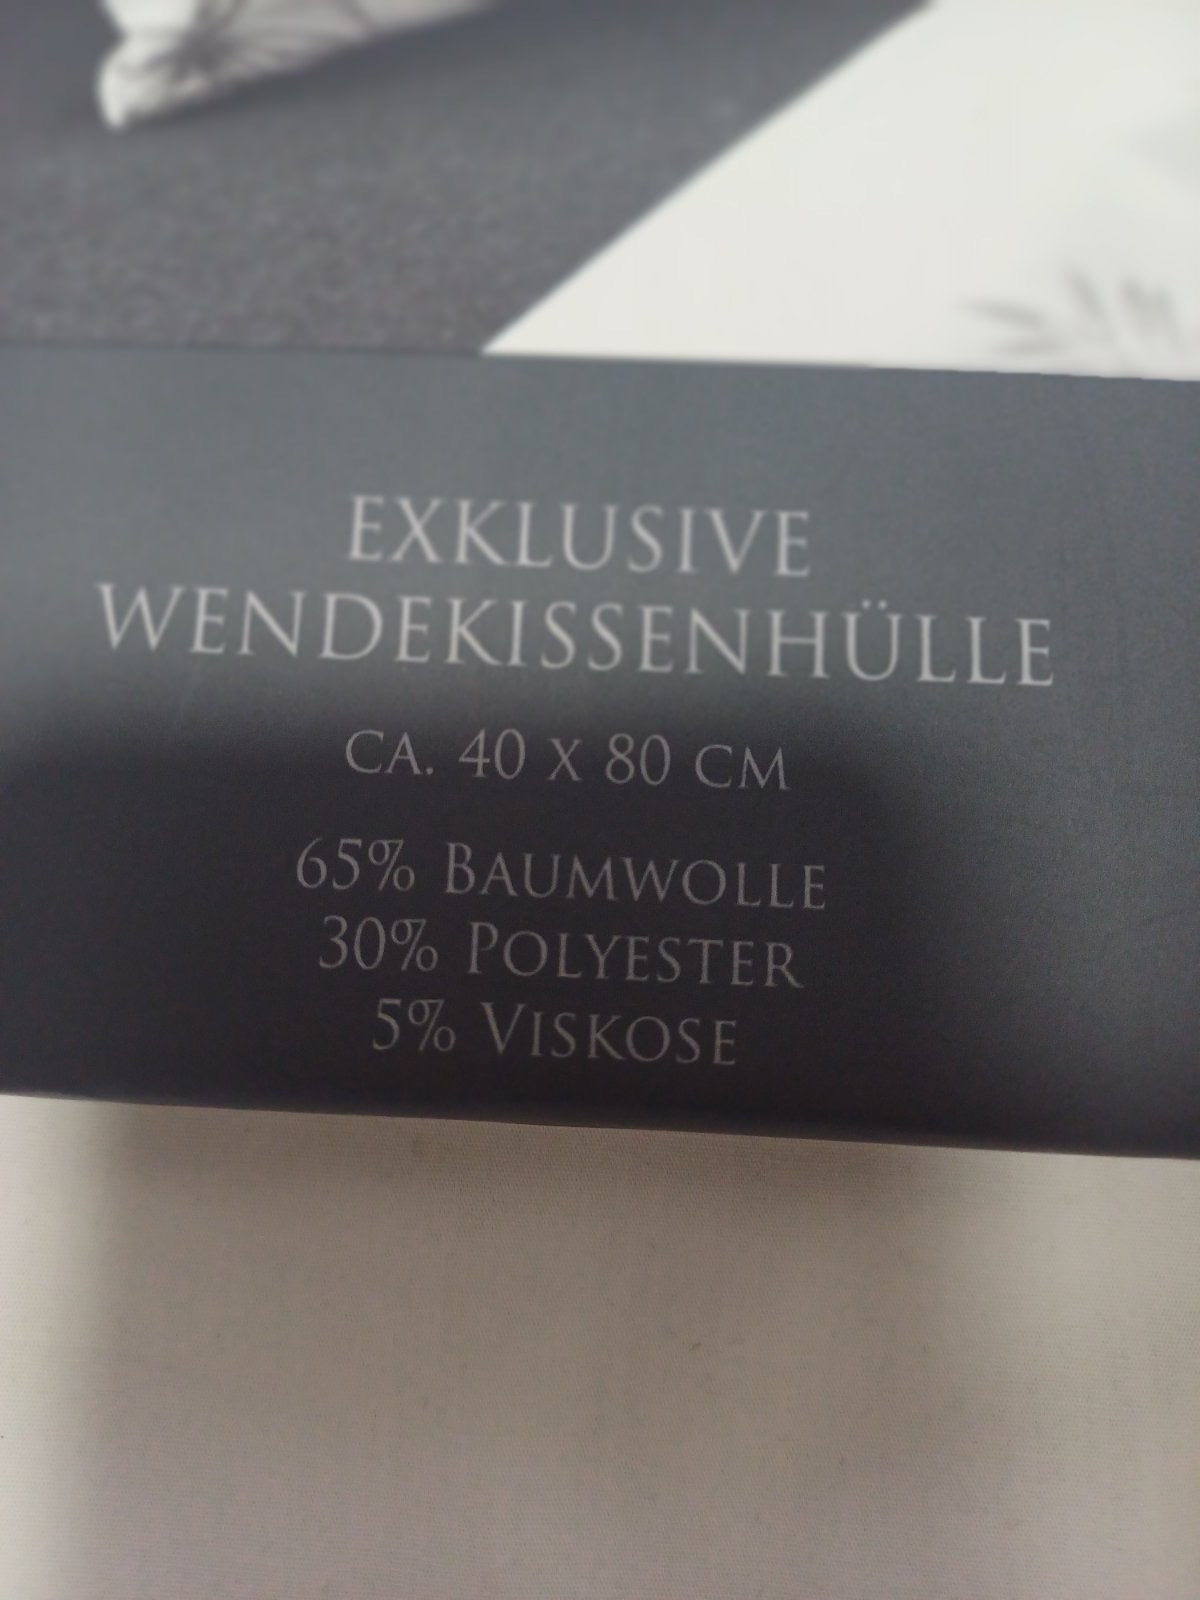 EXKLUSIVE
WENDEKISSENHÜLLE
CA. 40 X 80 CM
65% BAUMWOLLE
30% POLYESTER
5% VISKOSE